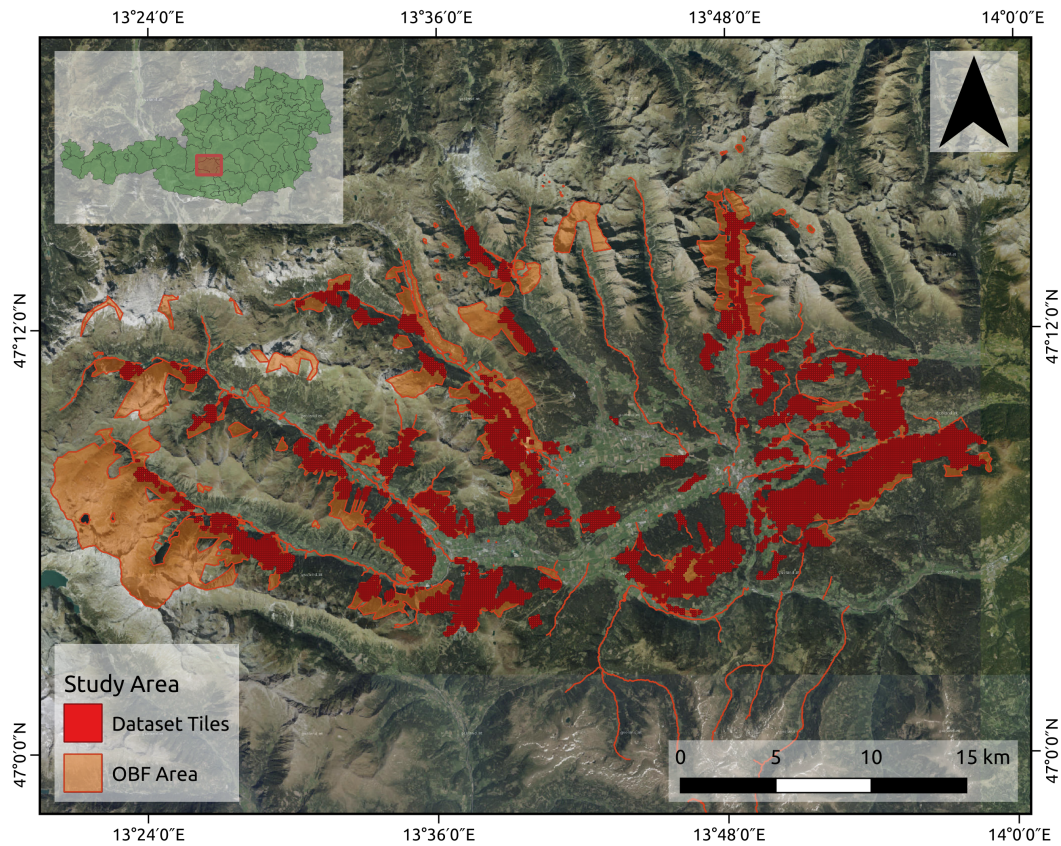 13°24′0″E 13°36′0″E 13°48′0″E 14°0′0″E
47°12′0″N 47°12′0″N
47°0′0″N 47°0′0″N
Study Area
Dataset Tiles
OBF Area
0 5 10 15 km
13°24′0″E 13°36′0″E 13°48′0″E 14°0′0″E